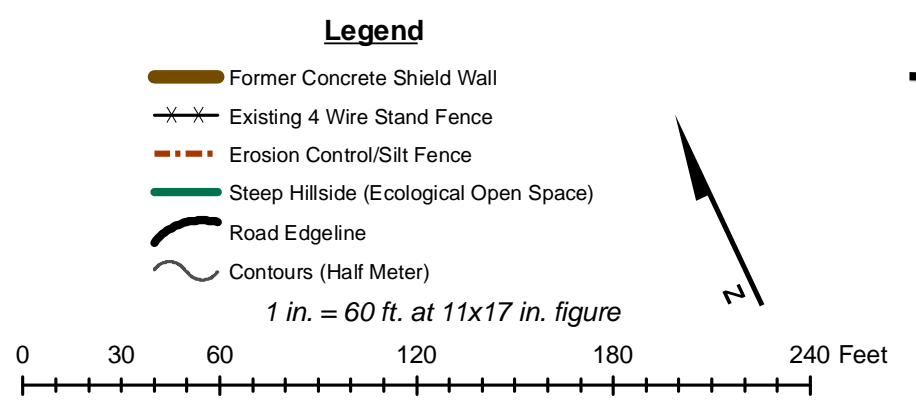 Legend
Former Concrete Shield Wall
Existing 4 Wire Stand Fence
Erosion Control/Silt Fence
Steep Hillside (Ecological Open Space)
Road Edgeline
Contours (Half Meter)
N
1 in. = 60 ft. at 11x17 in. figure
0 30 60 120 180 240 Feet